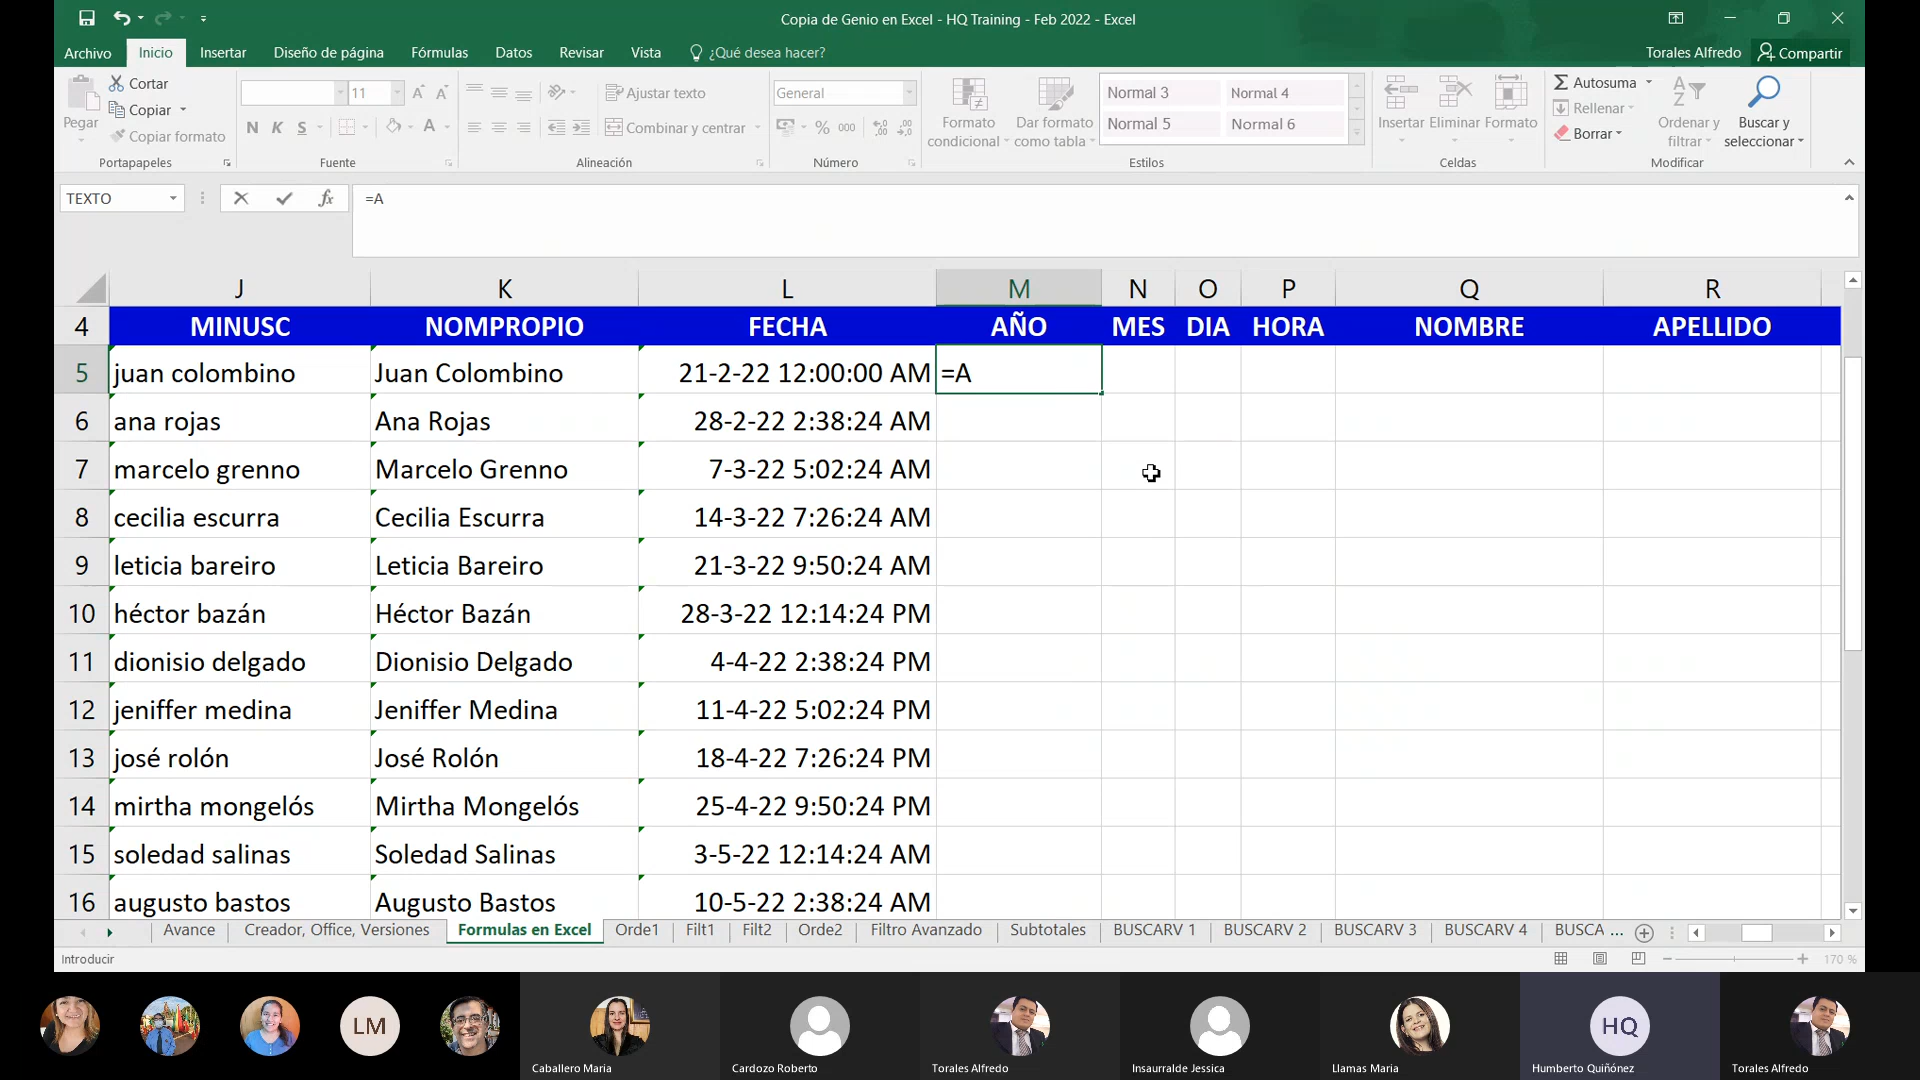 Copia de Genio en Excel - HQ Training - Feb 2022 - Excel
Archivo Inicio Insertar Diseño de página Fórmulas Datos Revisar Vista ¿Qué desea hacer? Torales Alfredo Compartir
Pegar
Cortar
Copiar
Copiar formato
Portapapeles
11
N K S
Fuente
Ajustar texto
Combinar y centrar
Alineación
General
% 000
Número
Formato condicional
Dar formato como tabla
Normal 3 Normal 4
Normal 5 Normal 6
Estilos
Insertar Eliminar Formato
Celdas
Autosuma
Rellenar
Borrar
Ordenar y filtrar
Buscar y seleccionar
Modificar
TEXTO fx =A
J K L M N O P Q R
4 MINUSC NOMPROPIO FECHA AÑO MES DIA HORA NOMBRE APELLIDO
5 juan colombino Juan Colombino 21-2-22 12:00:00 AM =A
6 ana rojas Ana Rojas 28-2-22 2:38:24 AM
7 marcelo grenno Marcelo Grenno 7-3-22 5:02:24 AM
8 cecilia escurra Cecilia Escurra 14-3-22 7:26:24 AM
9 leticia bareiro Leticia Bareiro 21-3-22 9:50:24 AM
10 héctor bazán Héctor Bazán 28-3-22 12:14:24 PM
11 dionisio delgado Dionisio Delgado 4-4-22 2:38:24 PM
12 jeniffer medina Jeniffer Medina 11-4-22 5:02:24 PM
13 josé rolón José Rolón 18-4-22 7:26:24 PM
14 mirtha mongelós Mirtha Mongelós 25-4-22 9:50:24 PM
15 soledad salinas Soledad Salinas 3-5-22 12:14:24 AM
16 augusto bastos Augusto Bastos 10-5-22 2:38:24 AM
Avance Creador, Office, Versiones Formulas en Excel Orde1 Filt1 Filt2 Orde2 Filtro Avanzado Subtotales BUSCARV 1 BUSCARV 2 BUSCARV 3 BUSCARV 4 BUSCA ...
Introducir 170 %
LM HQ
Caballero Maria Cardozo Roberto Torales Alfredo Insaurralde Jessica Llamas Maria Humberto Quiñónez Torales Alfredo